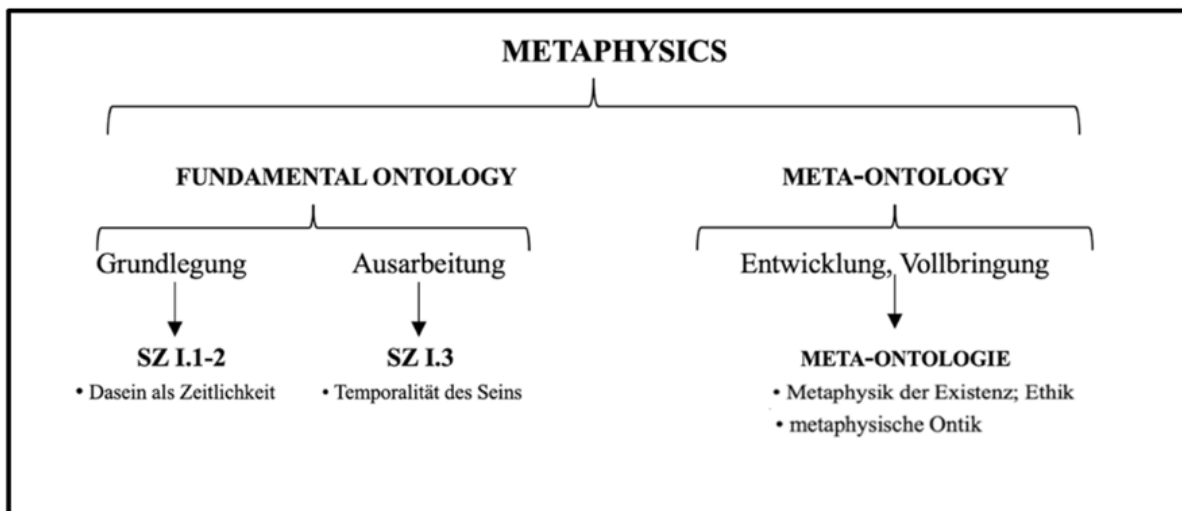 METAPHYSICS
FUNDAMENTAL ONTOLOGY
META-ONTOLOGY
Grundlegung
Ausarbeitung
Entwicklung, Vollbringung
SZ I.1-2
SZ I.3
META-ONTOLOGIE
• Dasein als Zeitlichkeit
• Temporalität des Seins
• Metaphysik der Existenz; Ethik
• metaphysische Ontik